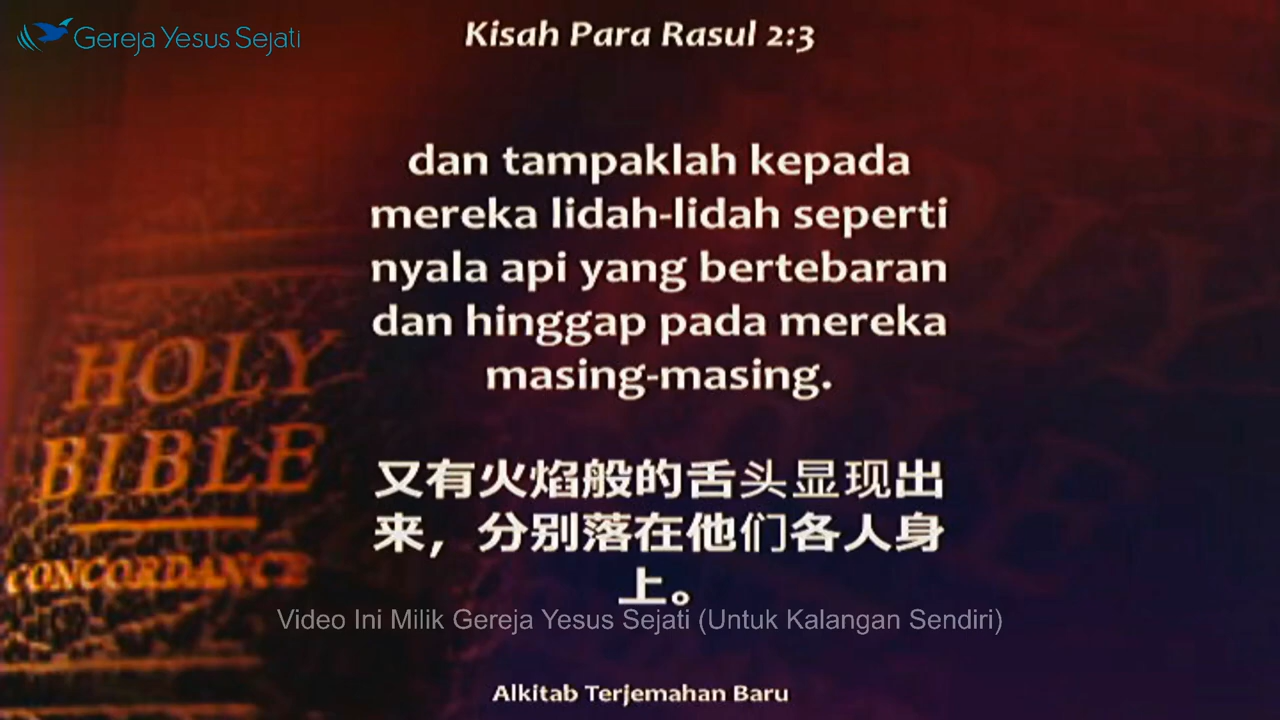 Gereja Yesus Sejati
Kisah Para Rasul 2:3
dan tampaklah kepada
mereka lidah-lidah seperti
nyala api yang bertebaran
dan hinggap pada mereka
masing-masing.
HOLY
BIBLE
CONCORDANCE
又有火焰般的舌头显现出
来，分别落在他们各人身
上。
Video Ini Milik Gereja Yesus Sejati (Untuk Kalangan Sendiri)
Alkitab Terjemahan Baru